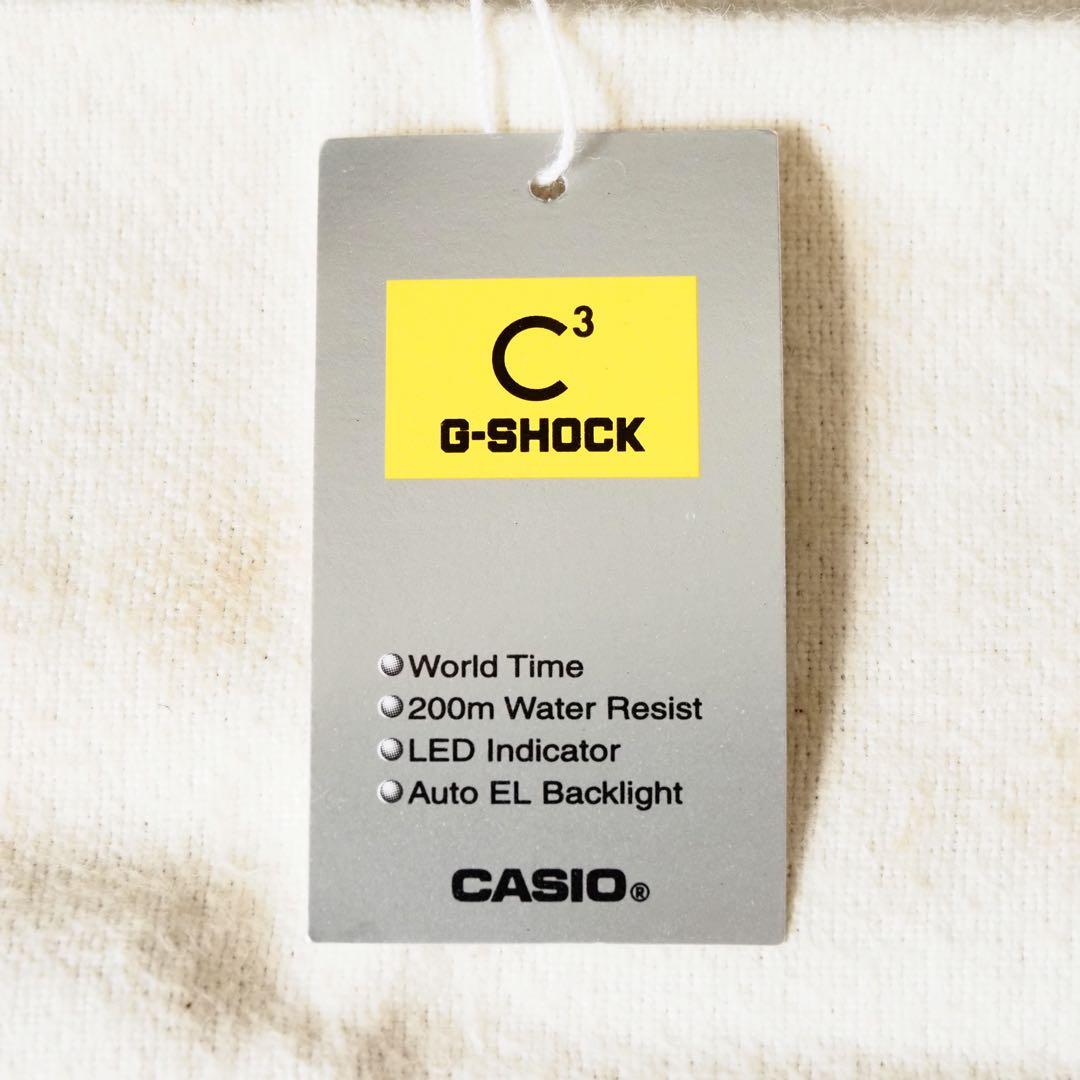 C³
G-SHOCK
World Time
200m Water Resist
LED Indicator
Auto EL Backlight
CASIO®